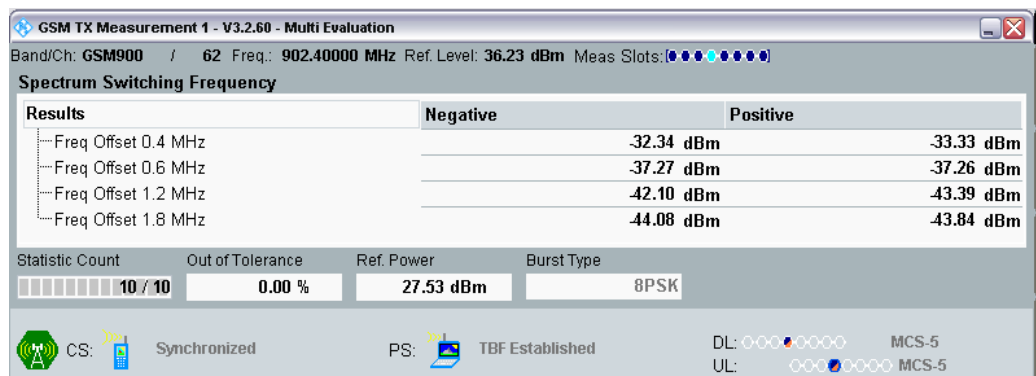 GSM TX Measurement 1 - V3.2.60 - Multi Evaluation
Band/Ch: GSM900 / 62 Freq.: 902.40000 MHz Ref. Level: 36.23 dBm Meas Slots:
Spectrum Switching Frequency
Results Negative Positive
Freq Offset 0.4 MHz -32.34 dBm -33.33 dBm
Freq Offset 0.6 MHz -37.27 dBm -37.26 dBm
Freq Offset 1.2 MHz -42.10 dBm -43.39 dBm
Freq Offset 1.8 MHz -44.08 dBm -43.84 dBm
Statistic Count Out of Tolerance Ref. Power Burst Type
10 / 10 0.00 % 27.53 dBm 8PSK
CS: Synchronized PS: TBF Established DL: MCS-5
UL: MCS-5